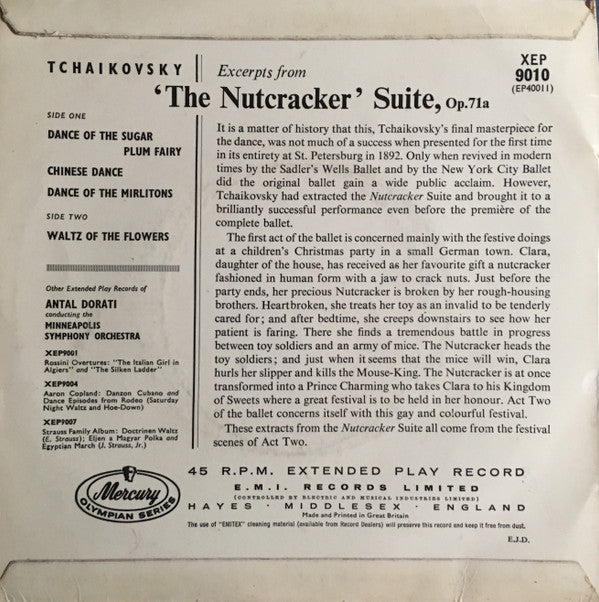 TCHAIKOVSKY
SIDE ONE
DANCE OF THE SUGAR
PLUM FAIRY
CHINESE DANCE
DANCE OF THE MIRLITONS
SIDE TWO
WALTZ OF THE FLOWERS
Other Extended Play Records of
ANTAL DORATI
conducting the
MINNEAPOLIS
SYMPHONY ORCHESTRA
XEP9001
Rossini Overtures: "The Italian Girl in
Algiers" and "The Silken Ladder"
XEP9004
Aaron Copland: Danzon Cubano and
Dance Episodes from Rodeo (Saturday
Night Waltz and Hoe-Down)
XEP9007
Strauss Family Album: Doctrinen Waltz
(E. Strauss); Eljen a Magyar Polka and
Egyptian March (J. Strauss, Jr.)
XEP
9010
(EP40011)
Excerpts from
'The Nutcracker' Suite, Op.71a
It is a matter of history that this, Tchaikovsky's final masterpiece for
the dance, was not much of a success when presented for the first time
in its entirety at St. Petersburg in 1892. Only when revived in modern
times by the Sadler's Wells Ballet and by the New York City Ballet
did the original ballet gain a wide public acclaim. However,
Tchaikovsky had extracted the Nutcracker Suite and brought it to a
brilliantly successful performance even before the première of the
complete ballet.
The first act of the ballet is concerned mainly with the festive doings
at a children's Christmas party in a small German town. Clara,
daughter of the house, has received as her favourite gift a nutcracker
fashioned in human form with a jaw to crack nuts. Just before the
party ends, her precious Nutcracker is broken by her rough-housing
brothers. Heartbroken, she treats her toy as an invalid to be tenderly
cared for; and after bedtime, she creeps downstairs to see how her
patient is faring. There she finds a tremendous battle in progress
between toy soldiers and an army of mice. The Nutcracker heads the
toy soldiers; and just when it seems that the mice will win, Clara
hurls her slipper and kills the Mouse-King. The Nutcracker is at once
transformed into a Prince Charming who takes Clara to his Kingdom
of Sweets where a great festival is to be held in her honour. Act Two
of the ballet concerns itself with this gay and colourful festival.
These extracts from the Nutcracker Suite all come from the festival
scenes of Act Two.
Mercury
OLYMPIAN SERIES
45 R.P.M. EXTENDED PLAY RECORD
E.M.I. RECORDS LIMITED
(CONTROLLED BY ELECTRIC AND MUSICAL INDUSTRIES LIMITED)
HAYES · MIDDLESEX · ENGLAND
Made and Printed in Great Britain
The use of "EMITEX" cleaning material (available from Record Dealers) will preserve this record and keep it free from dust.
E.J.D.